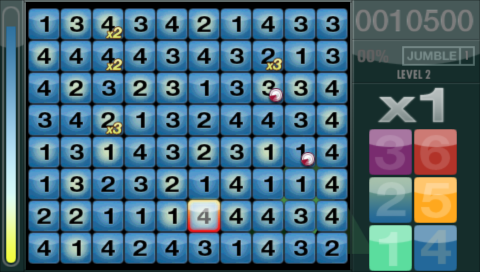 1 3 4 3 4 2 1 4 3 3
x2
4 4 4 4 3 4 3 2 1 3
x2 x3
4 2 3 2 3 1 3 3 3 4
3 4 2 1 3 2 4 4 3 4
x3
1 3 1 4 3 2 3 1 1 4
1 3 2 3 2 1 4 1 1 4
2 2 1 1 1 4 4 4 3 4
4 1 4 2 4 3 1 4 3 2
0010500
00%
JUMBLE
LEVEL 2
x1
3 6
2 5
1 4